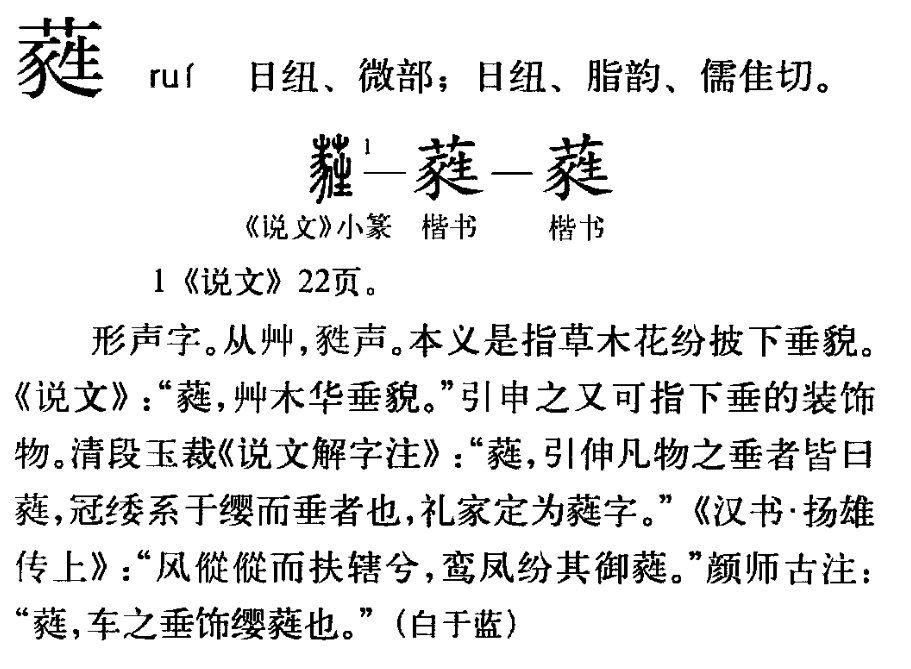 蕤 ruí 日纽、微部；日纽、脂韵、儒隹切。
1—蕤—蕤
《说文》小篆 楷书 楷书
1《说文》22页。
形声字。从艸，甤声。本义是指草木花纷披下垂貌。
《说文》：“蕤，艸木华垂貌。”引申之又可指下垂的装饰
物。清段玉裁《说文解字注》：“蕤，引伸凡物之垂者皆曰
蕤，冠绥系于缨而垂者也，礼家定为蕤字。”《汉书·扬雄
传上》：“风傱傱而扶辖兮，鸾凤纷其御蕤。”颜师古注：
“蕤，车之垂饰缨蕤也。”（白于蓝）